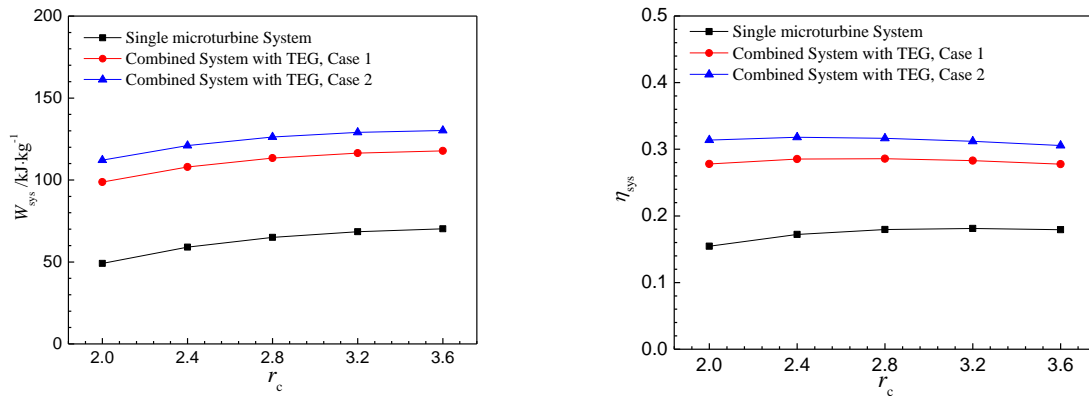 200
150
100
50
0
W_sys /kJ·kg⁻¹
Single microturbine System
Combined System with TEG, Case 1
Combined System with TEG, Case 2
2.0 2.4 2.8 3.2 3.6
r_c
0.5
0.4
0.3
0.2
0.1
0.0
η_sys
Single microturbine System
Combined System with TEG, Case 1
Combined System with TEG, Case 2
2.0 2.4 2.8 3.2 3.6
r_c